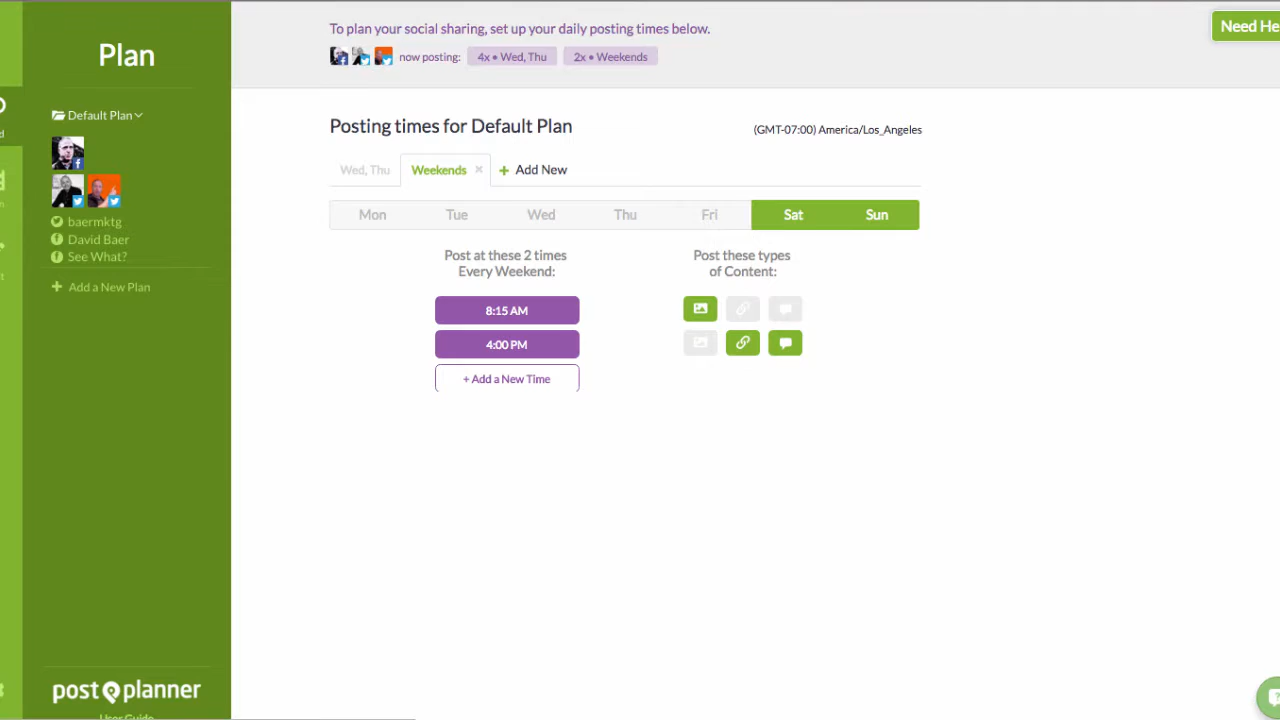 Plan
Default Plan
baermktg
David Baer
See What?
+ Add a New Plan
post planner
User Guide
To plan your social sharing, set up your daily posting times below.
now posting: 4x • Wed, Thu 2x • Weekends
Need He
Posting times for Default Plan
(GMT-07:00) America/Los_Angeles
Wed, Thu Weekends × + Add New
Mon Tue Wed Thu Fri Sat Sun
Post at these 2 times
Every Weekend:
8:15 AM
4:00 PM
+ Add a New Time
Post these types
of Content: